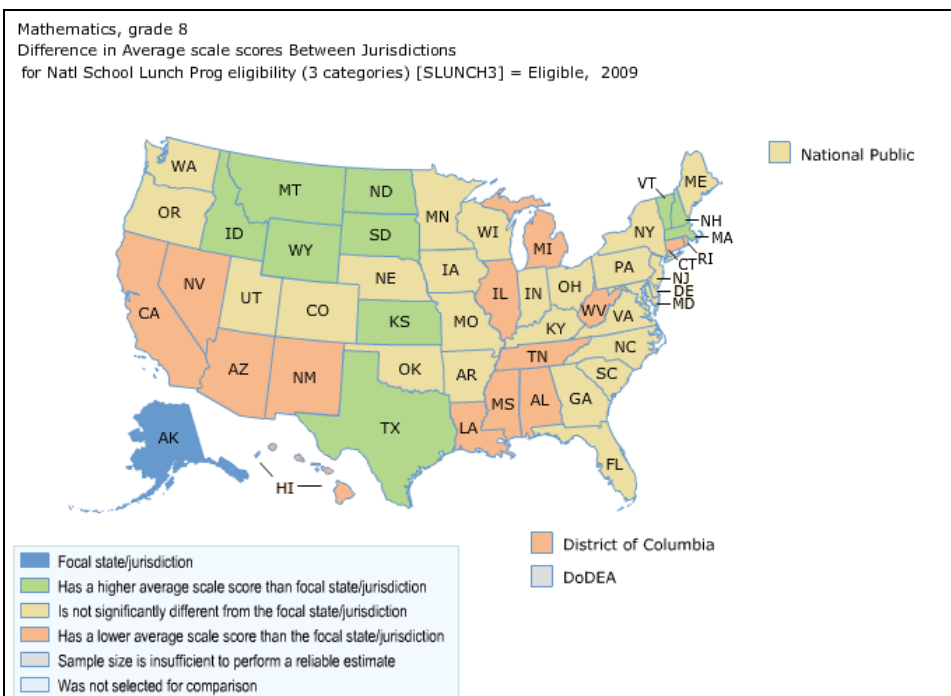 Mathematics, grade 8
Difference in Average scale scores Between Jurisdictions
for Natl School Lunch Prog eligibility (3 categories) [SLUNCH3] = Eligible, 2009
National Public
WA
MT
ND
MN
VT
ME
OR
ID
SD
WI
MI
NY
NH
MA
WY
RI
CT
NV
NE
IA
PA
NJ
UT
CO
IL
IN
OH
DE
CA
MD
KS
MO
WV
VA
KY
NC
AZ
NM
OK
AR
TN
SC
MS
AL
GA
AK
TX
LA
FL
HI
District of Columbia
DoDEA
Focal state/jurisdiction
Has a higher average scale score than focal state/jurisdiction
Is not significantly different from the focal state/jurisdiction
Has a lower average scale score than the focal state/jurisdiction
Sample size is insufficient to perform a reliable estimate
Was not selected for comparison